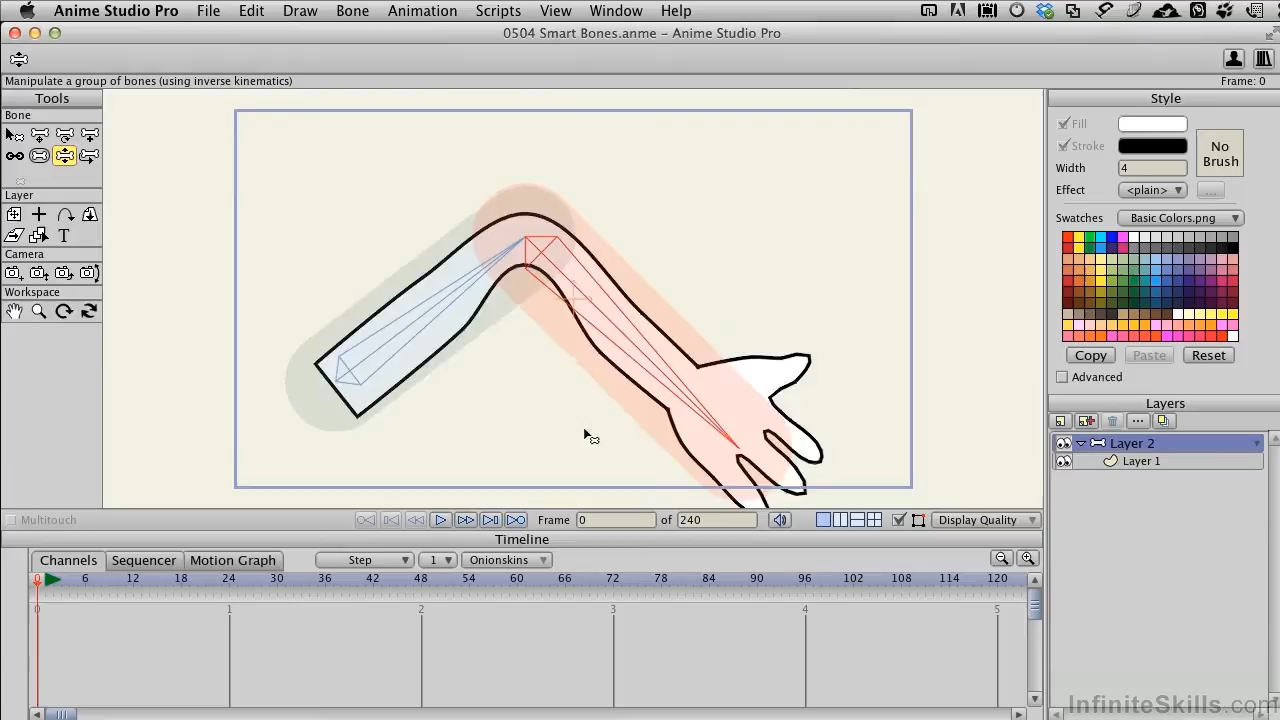 Anime Studio Pro File Edit Draw Bone Animation Scripts View Window Help
0504 Smart Bones.anme - Anime Studio Pro
Manipulate a group of bones (using inverse kinematics) Frame: 0
Tools
Bone
Layer
T
Camera
Workspace
Style
Fill
Stroke
No Brush
Width 4
Effect <plain> ...
Swatches Basic Colors.png
Copy Paste Reset
Advanced
Layers
Layer 2
Layer 1
Multitouch Frame 0 of 240 Display Quality
Timeline
Channels Sequencer Motion Graph Step 1 Onionskins
0 6 12 18 24 30 36 42 48 54 60 66 72 78 84 90 96 102 108 114 120
0 1 2 3 4 5
InfiniteSkills.com